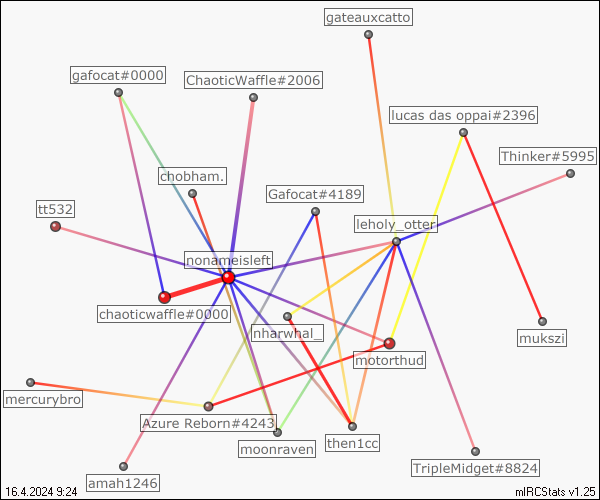 gateauxcatto
gafocat#0000
ChaoticWaffle#2006
lucas das oppai#2396
Thinker#5995
chobham.
Gafocat#4189
tt532
leholy_otter
nonameisleft
chaoticwaffle#0000
nharwhal_
mukszi
motorthud
mercurybro
Azure Reborn#4243
moonraven
then1cc
TripleMidget#8824
amah1246
16.4.2024 9:24
mIRCStats v1.25